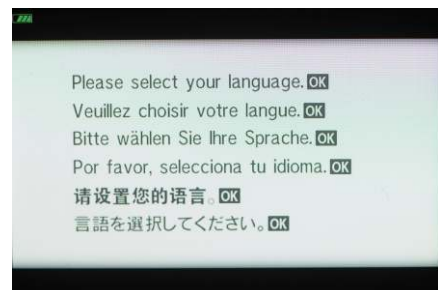 Please select your language. OK
Veuillez choisir votre langue. OK
Bitte wählen Sie Ihre Sprache. OK
Por favor, selecciona tu idioma. OK
请设置您的语言。OK
言語を選択してください。OK